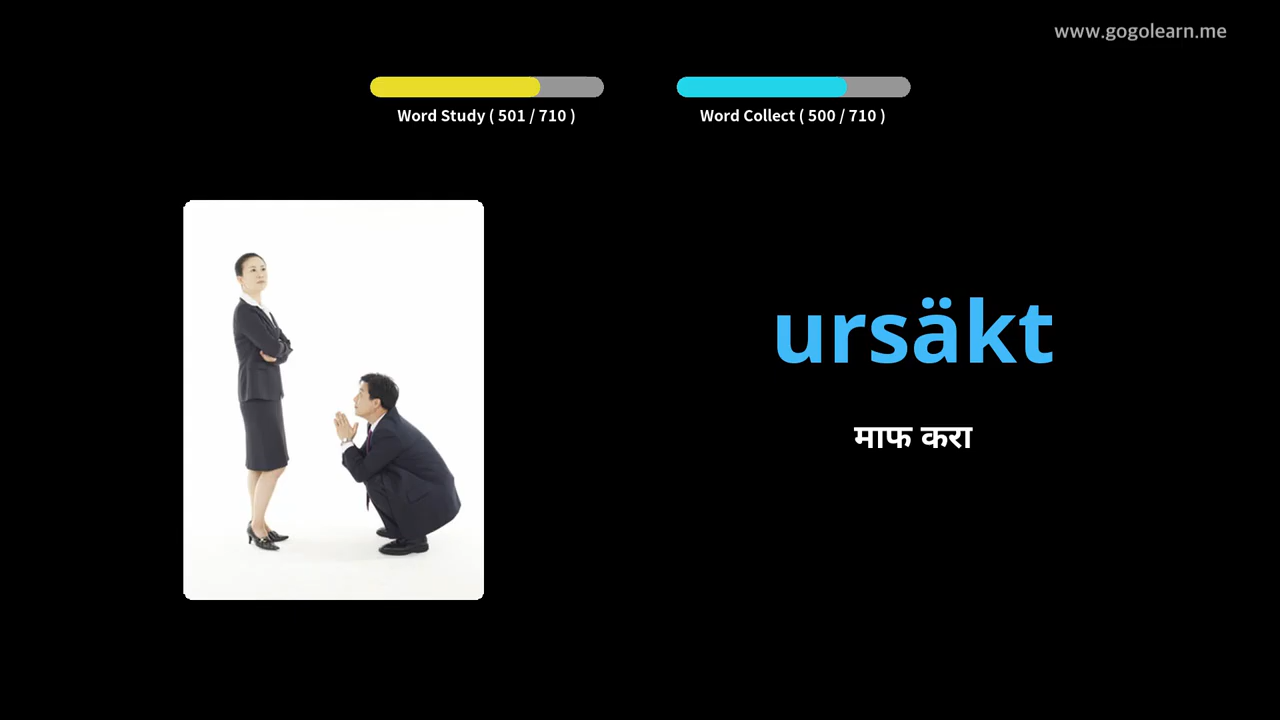 www.gogolearn.me
Word Study ( 501 / 710 )
Word Collect ( 500 / 710 )
ursäkt
माफ करा